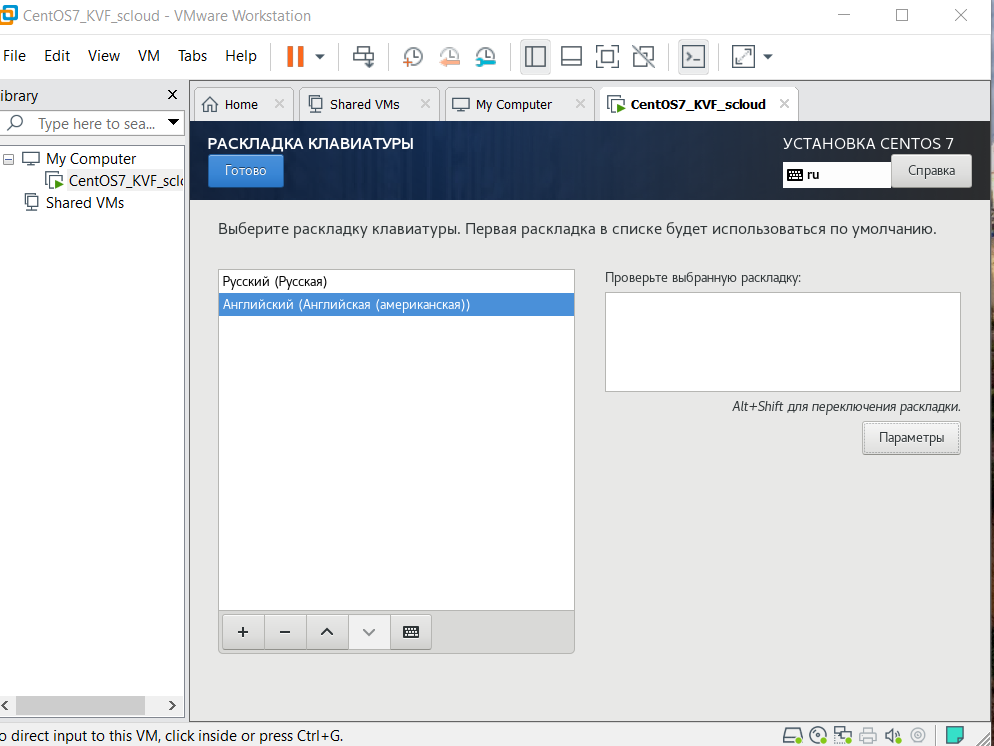 CentOS7_KVF_scloud - VMware Workstation
File Edit View VM Tabs Help
ibrary
Home Shared VMs My Computer CentOS7_KVF_scloud
Type here to sea...
My Computer
CentOS7_KVF_sclo
Shared VMs
РАСКЛАДКА КЛАВИАТУРЫ
УСТАНОВКА CENTOS 7
Готово
ru
Справка
Выберите раскладку клавиатуры. Первая раскладка в списке будет использоваться по умолчанию.
Русский (Русская)
Английский (Английская (американская))
Проверьте выбранную раскладку:
Alt+Shift для переключения раскладки.
Параметры
o direct input to this VM, click inside or press Ctrl+G.